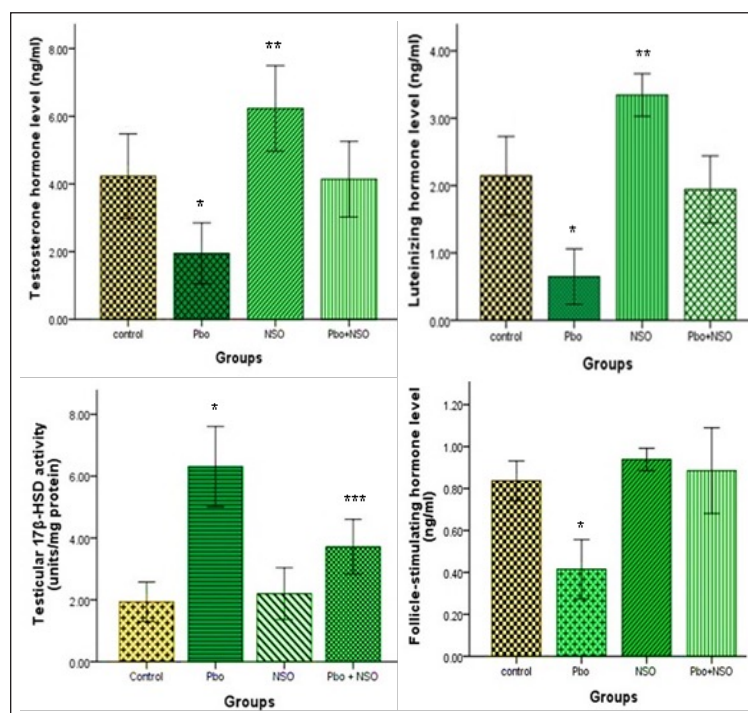 Testosterone hormone level (ng/ml)
8.00
6.00
4.00
2.00
0.00
*
**
control Pbo NSO Pbo+NSO
Groups
Luteinizing hormone level (ng/ml)
4.00
3.00
2.00
1.00
0.00
*
**
control Pbo NSO Pbo+NSO
Groups
Testicular 17β-HSD activity
(units/mg protein)
8.00
6.00
4.00
2.00
0.00
*
***
Control Pbo NSO Pbo + NSO
Groups
Follicle-stimulating hormone level
(ng/ml)
1.20
1.00
0.80
0.60
0.40
0.20
0.00
*
control Pbo NSO Pbo+NSO
Groups